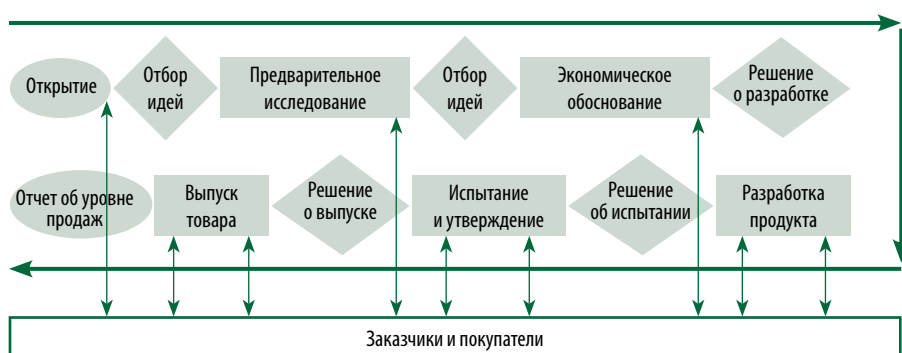 Открытие
Отбор
идей
Предварительное
исследование
Отбор
идей
Экономическое
обоснование
Решение
о разработке
Отчет об уровне
продаж
Выпуск
товара
Решение
о выпуске
Испытание
и утверждение
Решение
об испытании
Разработка
продукта
Заказчики и покупатели